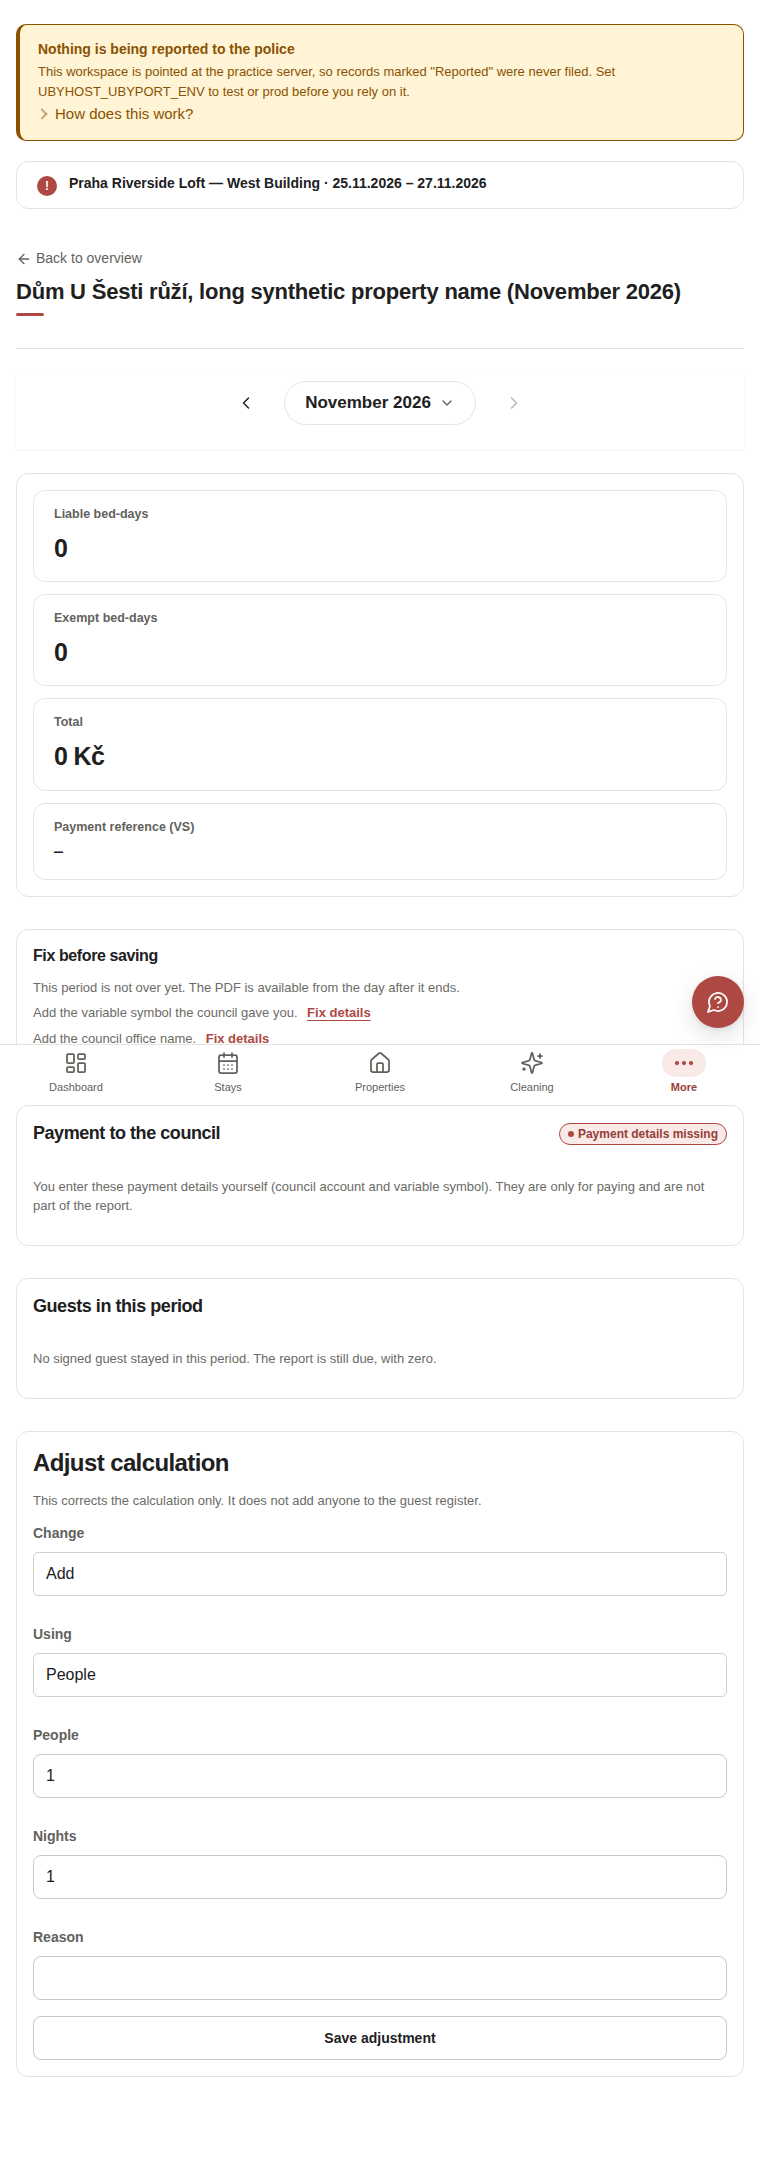 Nothing is being reported to the police
This workspace is pointed at the practice server, so records marked "Reported" were never filed. Set
UBYHOST_UBYPORT_ENV to test or prod before you rely on it.
How does this work?
! Praha Riverside Loft — West Building · 25.11.2026 – 27.11.2026
Back to overview
Dům U Šesti růží, long synthetic property name (November 2026)
November 2026
Liable bed-days
0
Exempt bed-days
0
Total
0 Kč
Payment reference (VS)
–
Fix before saving
This period is not over yet. The PDF is available from the day after it ends.
Add the variable symbol the council gave you. Fix details
Add the council office name. Fix details
Dashboard Stays Properties Cleaning More
Payment to the council Payment details missing
You enter these payment details yourself (council account and variable symbol). They are only for paying and are not
part of the report.
Guests in this period
No signed guest stayed in this period. The report is still due, with zero.
Adjust calculation
This corrects the calculation only. It does not add anyone to the guest register.
Change
Add
Using
People
People
1
Nights
1
Reason
Save adjustment